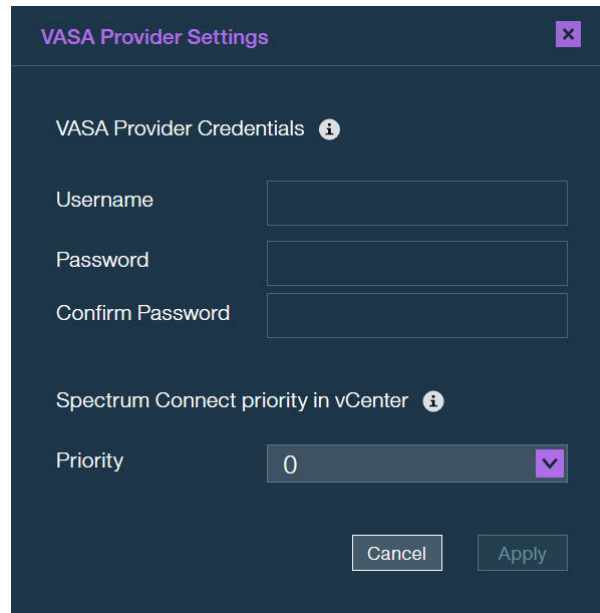 VASA Provider Settings
VASA Provider Credentials
Username
Password
Confirm Password
Spectrum Connect priority in vCenter
Priority
0
Cancel
Apply